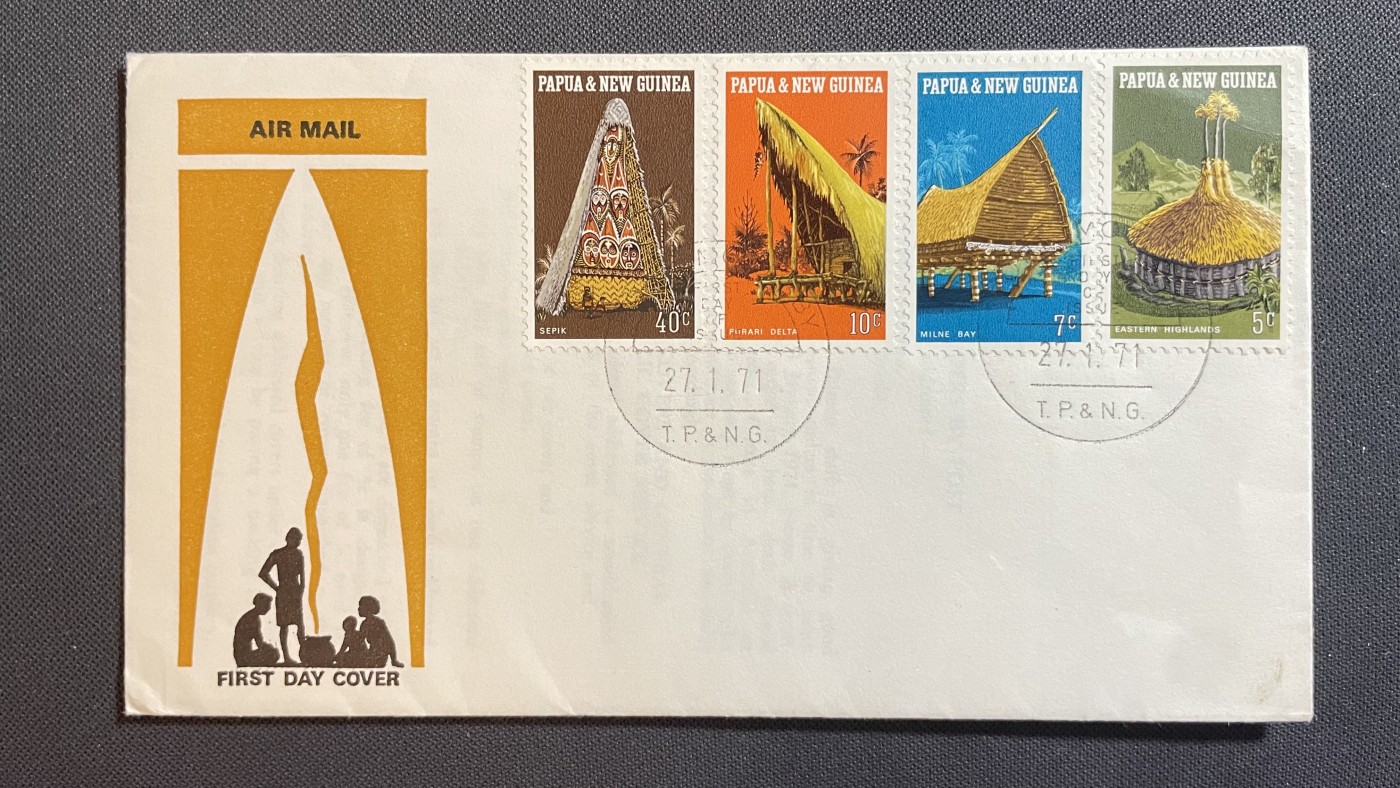 AIR MAIL
FIRST DAY COVER
PAPUA & NEW GUINEA
SEPIK
40c
PAPUA & NEW GUINEA
PURARI DELTA
10c
PAPUA & NEW GUINEA
MILNE BAY
7c
PAPUA & NEW GUINEA
EASTERN HIGHLANDS
5c
27. 1. 71
T.P.& N.G.
27. 1. 71
T.P.& N.G.